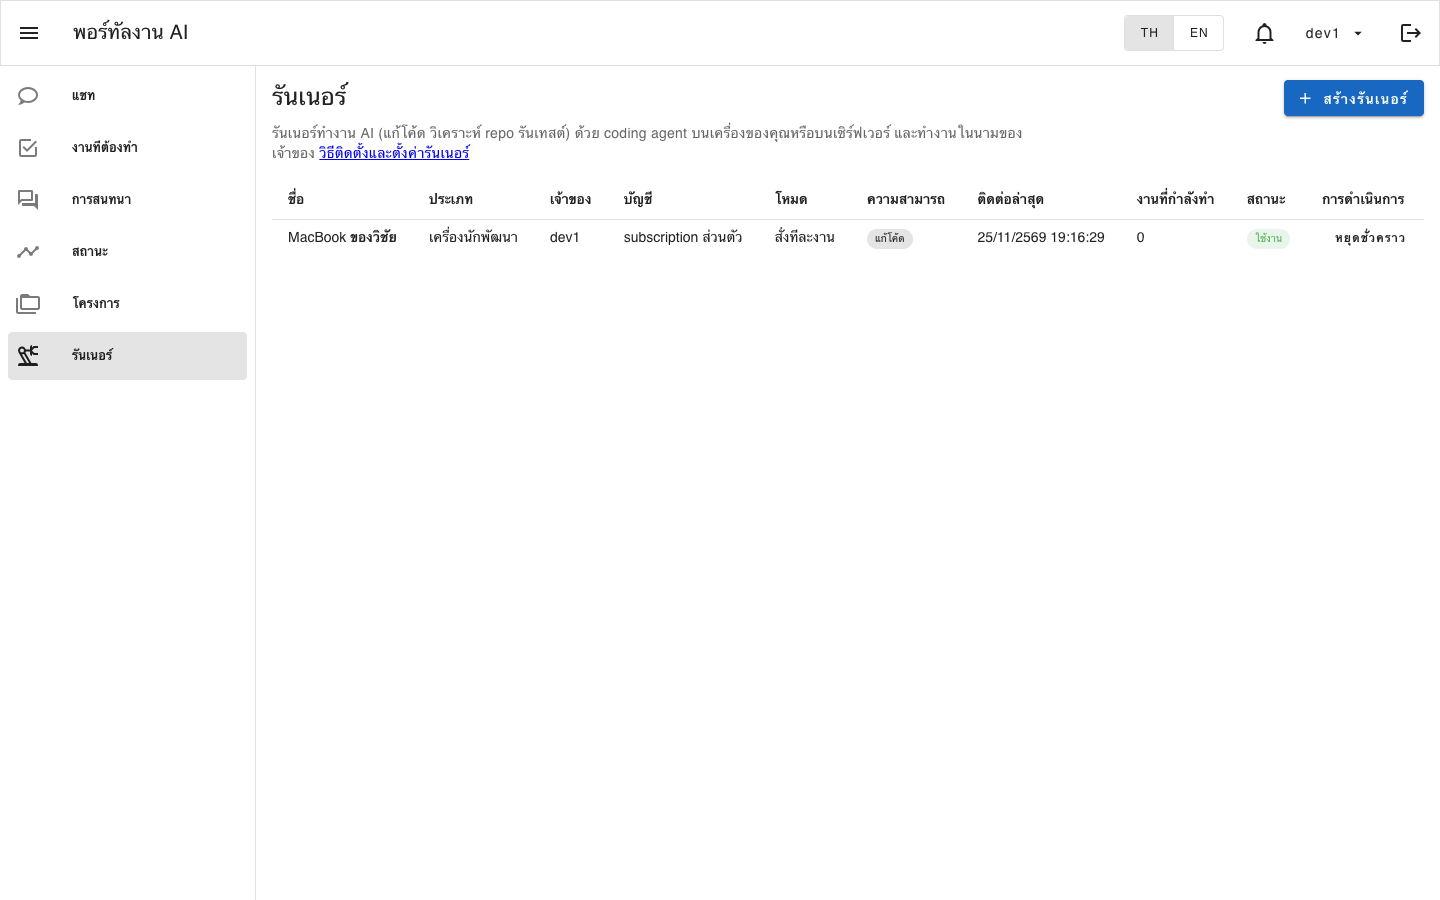 พอร์ทัลงาน AI
TH
EN
dev1
แชท
งานที่ต้องทำ
การสนทนา
สถานะ
โครงการ
รันเนอร์
รันเนอร์
+ สร้างรันเนอร์
รันเนอร์ทำงาน AI (แก้โค้ด วิเคราะห์ repo รันเทสต์) ด้วย coding agent บนเครื่องของคุณหรือบนเซิร์ฟเวอร์ และทำงานในนามของ
เจ้าของ วิธีติดตั้งและตั้งค่ารันเนอร์
ชื่อ ประเภท เจ้าของ บัญชี โหมด ความสามารถ ติดต่อล่าสุด งานที่กำลังทำ สถานะ การดำเนินการ
MacBook ของวิชัย เครื่องนักพัฒนา dev1 subscription ส่วนตัว สั่งทีละงาน แก้โค้ด 25/11/2569 19:16:29 0 ใช้งาน หยุดชั่วคราว